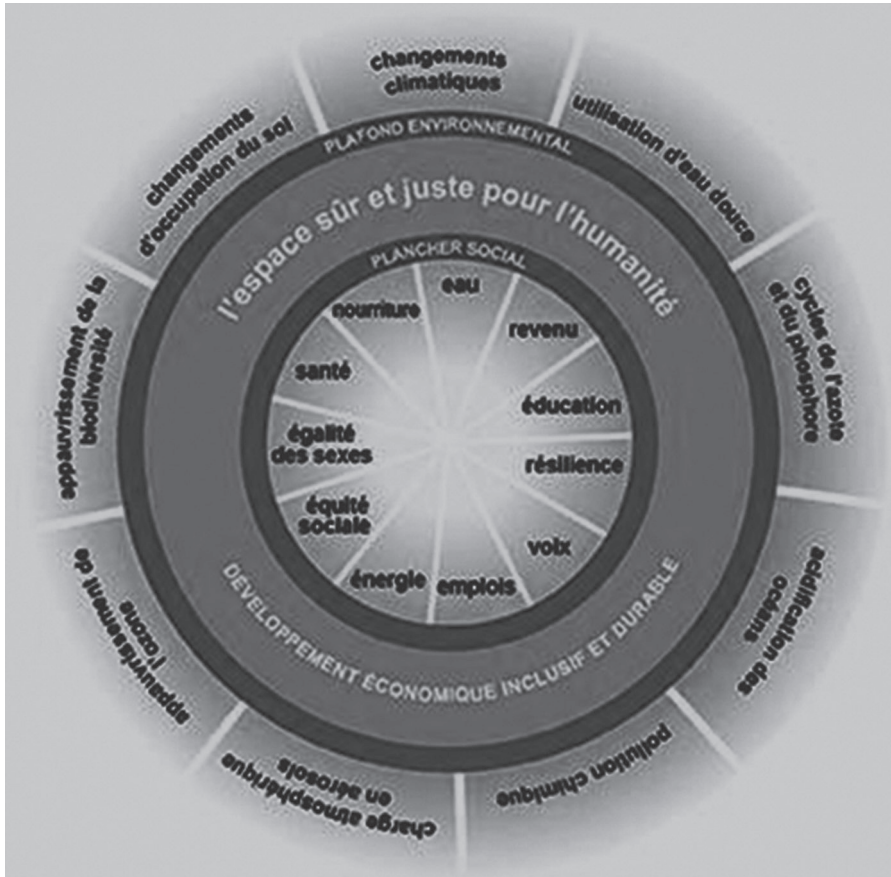 changements
climatiques
utilisation d'eau douce
cycles de l'azote
et du phosphore
acidification des
océans
pollution chimique
charge atmosphérique
en aérosols
appauvrissement de
l'ozone
appauvrissement de la
biodiversité
changements
d'occupation du sol
PLAFOND ENVIRONNEMENTAL
l'espace sûr et juste pour l'humanité
PLANCHER SOCIAL
eau
revenu
éducation
résilience
voix
emplois
énergie
équité
sociale
égalité
des sexes
santé
nourriture
DÉVELOPPEMENT ÉCONOMIQUE INCLUSIF ET DURABLE